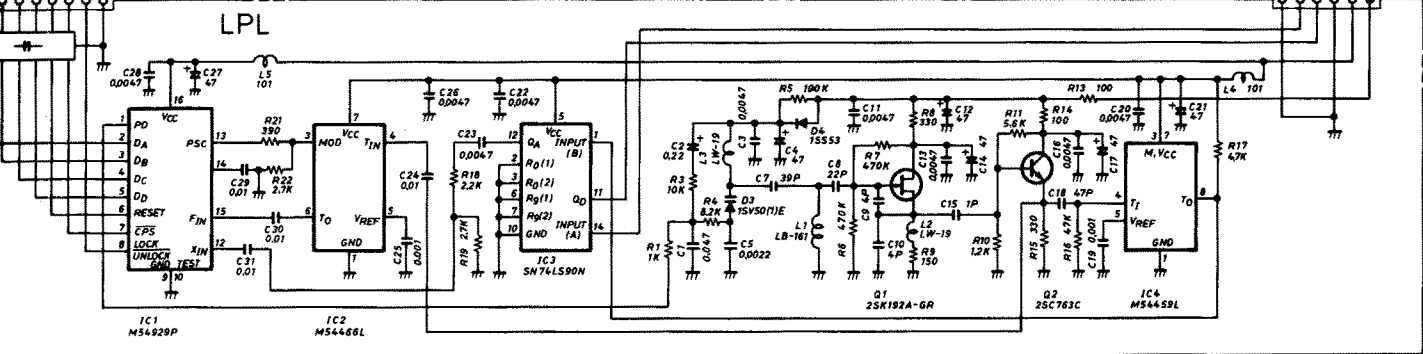 LPL
C28
0,0047
C27
47
L5
101
16
VCC
1
PD
2
DA
3
DB
4
DC
5
DD
6
RESET
7
CPS
8
LOCK
UNLOCK
GND
TEST
9
10
PSC
13
14
FIN
15
XIN
12
IC1
M54929P
R21
390
C29
0,01
R22
2.7K
C30
0.01
C31
0,01
7
VCC
3
MOD
TIN
4
6
TO
VREF
5
GND
1
IC2
M54466L
C25
0.001
C24
0,01
C26
0,0047
C22
0,0047
C23
0,0047
R18
2,2K
R19
2,7K
5
VCC
12
QA
INPUT
(B)
1
2
R0(1)
3
R0(2)
6
R9(1)
7
R9(2)
10
GND
QD
11
INPUT
(A)
14
IC3
SN74LS90N
R1
1K
C2
0,22
R3
10K
L3
LW-19
C3
0,0047
R5
100K
D4
1SS53
C4
47
R4
8.2K
C1
0.047
D3
1SV50(1)E
C5
0,0022
C7
39P
L1
LB-161
C8
22P
R6
470K
R7
470K
C11
0,0047
C9
4P
C10
4P
R8
330
C12
47
C13
0,0047
C14
47
L2
LW-19
R9
150
C15
1P
Q1
2SK192A-GR
R10
1,2K
R11
5.6K
R13
100
R14
100
C16
0,0047
C17
47
C18
47P
R15
330
R16
47K
C19
0,001
Q2
2SC763C
C20
0,0047
C21
47
L4
101
3
7
M,VCC
4
TI
5
VREF
TO
8
GND
1
IC4
M54459L
R17
4,7K